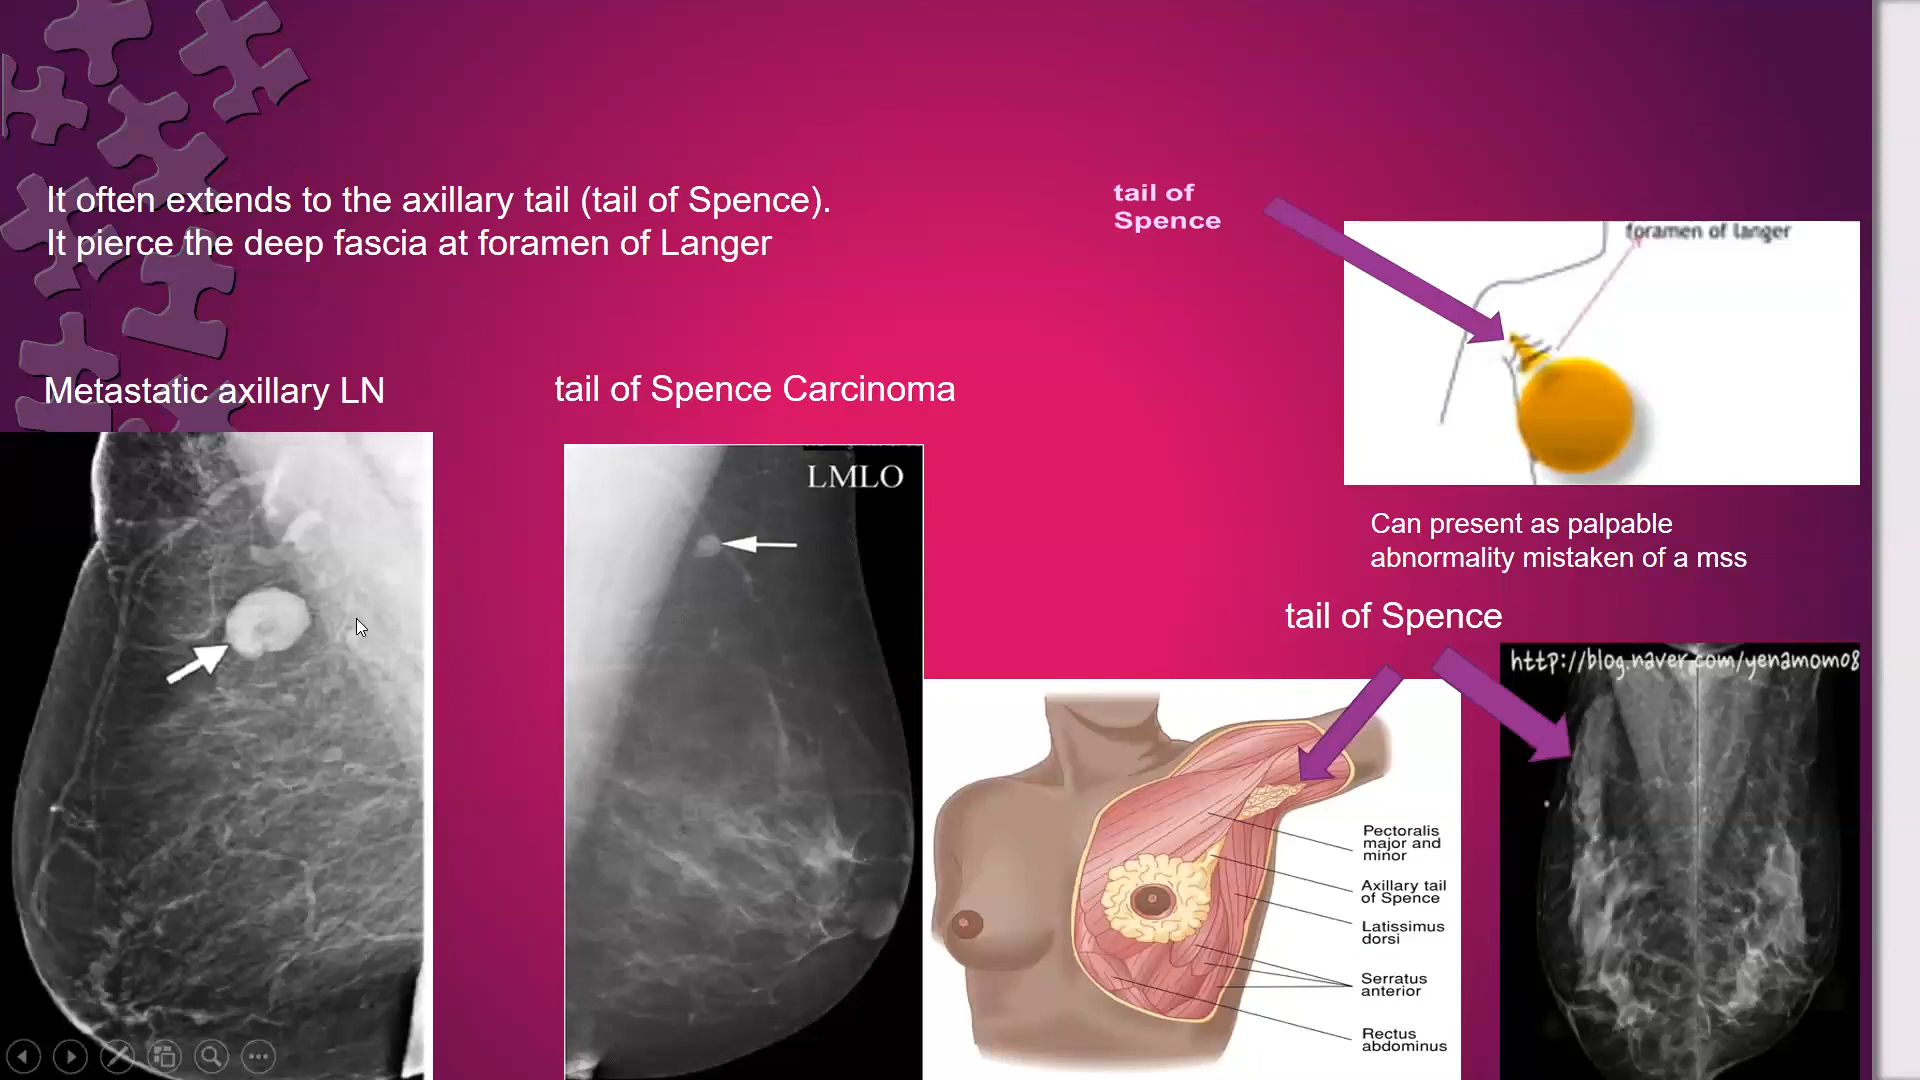 It often extends to the axillary tail (tail of Spence).
It pierce the deep fascia at foramen of Langer
tail of
Spence
foramen of langer
Metastatic axillary LN
tail of Spence Carcinoma
LMLO
Can present as palpable
abnormality mistaken of a mss
tail of Spence
http://blog.naver.com/yenamom08
Pectoralis
major and
minor
Axillary tail
of Spence
Latissimus
dorsi
Serratus
anterior
Rectus
abdominus